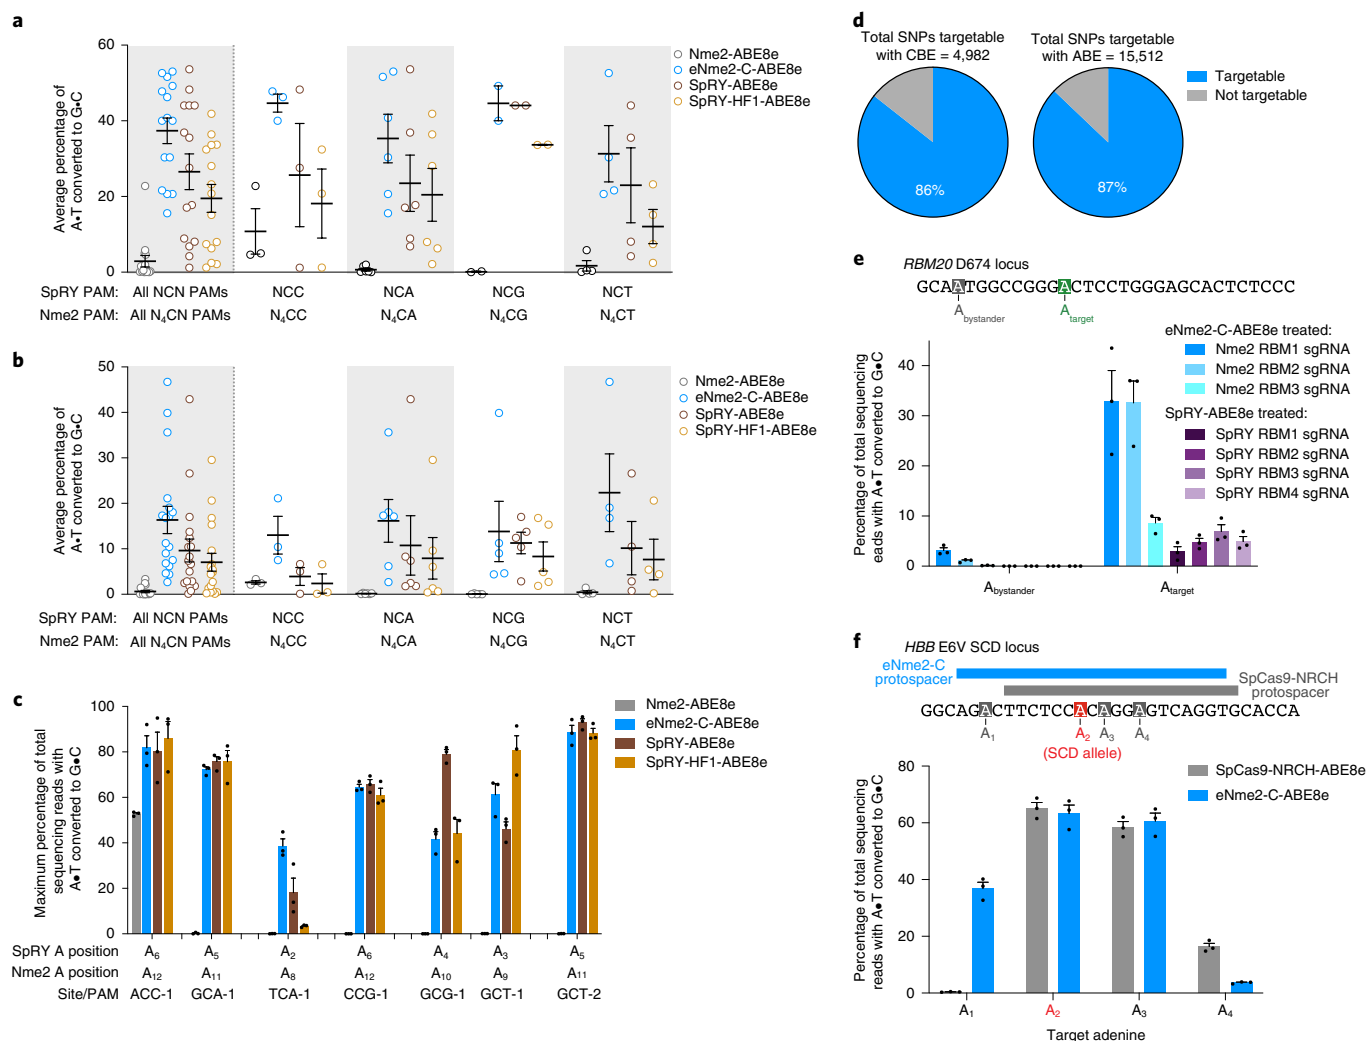 a
60
40
20
0
Average percentage of
A•T converted to G•C
Nme2-ABE8e
eNme2-C-ABE8e
SpRY-ABE8e
SpRY-HF1-ABE8e
SpRY PAM: All NCN PAMs NCC NCA NCG NCT
Nme2 PAM: All N4CN PAMs N4CC N4CA N4CG N4CT
b
50
40
30
20
10
0
Average percentage of
A•T converted to G•C
Nme2-ABE8e
eNme2-C-ABE8e
SpRY-ABE8e
SpRY-HF1-ABE8e
SpRY PAM: All NCN PAMs NCC NCA NCG NCT
Nme2 PAM: All N4CN PAMs N4CC N4CA N4CG N4CT
c
100
80
60
40
20
0
Maximum percentage of total
sequencing reads with
A•T converted to G•C
Nme2-ABE8e
eNme2-C-ABE8e
SpRY-ABE8e
SpRY-HF1-ABE8e
SpRY A position A6 A5 A2 A6 A4 A3 A5
Nme2 A position A12 A11 A8 A12 A10 A9 A11
Site/PAM ACC-1 GCA-1 TCA-1 CCG-1 GCG-1 GCT-1 GCT-2
d
Total SNPs targetable
with CBE = 4,982
Total SNPs targetable
with ABE = 15,512
Targetable
Not targetable
86%
87%
e
RBM20 D674 locus
GCAATGGCCGGGACTCCTGGGAGCACTCTCCC
Abystander
Atarget
eNme2-C-ABE8e treated:
Nme2 RBM1 sgRNA
Nme2 RBM2 sgRNA
Nme2 RBM3 sgRNA
SpRY-ABE8e treated:
SpRY RBM1 sgRNA
SpRY RBM2 sgRNA
SpRY RBM3 sgRNA
SpRY RBM4 sgRNA
40
30
20
10
0
Percentage of total sequencing
eads with A•T converted to G•C
Abystander
Atarget
f
HBB E6V SCD locus
eNme2-C
protospacer
SpCas9-NRCH
protospacer
GGCAGACTTCTCCACAGGAGTCAGGTGCACCA
A1 A2 A3 A4
(SCD allele)
80
60
40
20
0
Percentage of total sequencing
reads with A•T converted to G•C
SpCas9-NRCH-ABE8e
eNme2-C-ABE8e
A1 A2 A3 A4
Target adenine